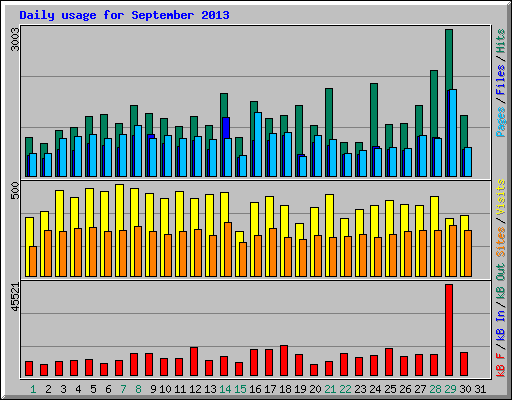 Daily usage for September 2013
3003
Pages / Files / Hits
500
Sites / Visits
45521
kB F / kB In / kB Out
1 2 3 4 5 6 7 8 9 10 11 12 13 14 15 16 17 18 19 20 21 22 23 24 25 26 27 28 29 30 31